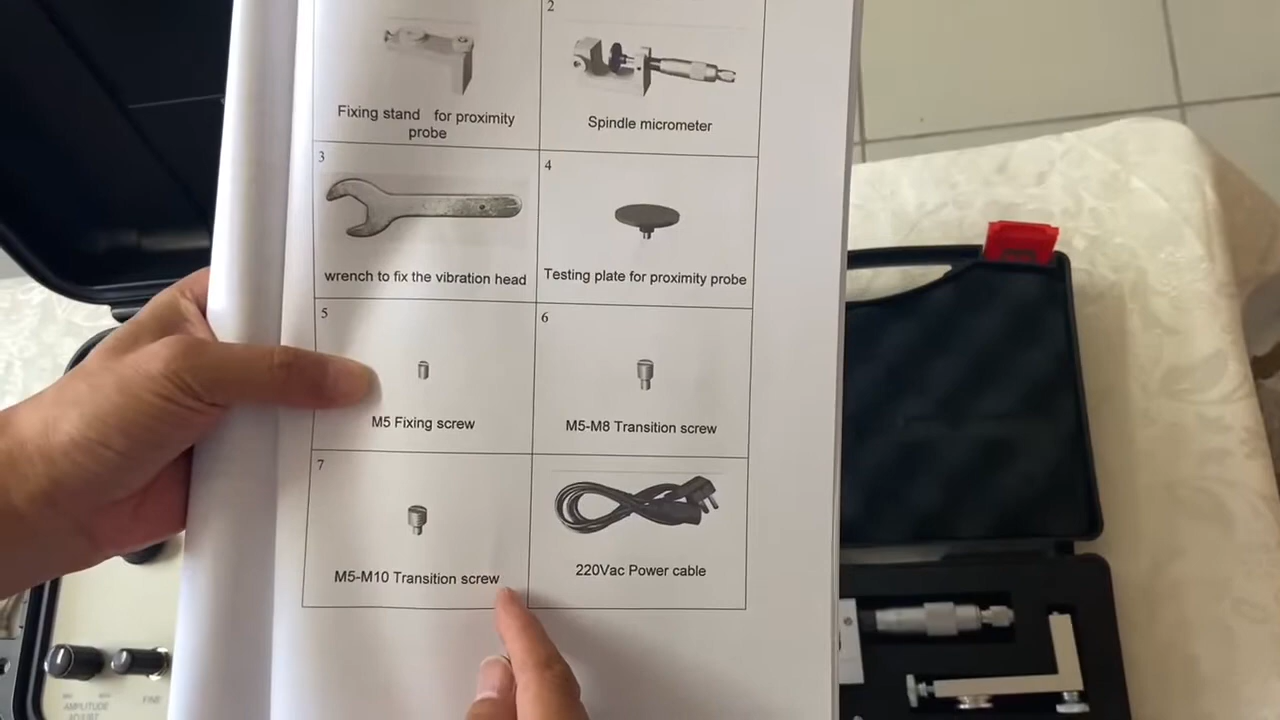 2
Fixing stand for proximity
probe
Spindle micrometer
3
4
wrench to fix the vibration head
Testing plate for proximity probe
5
6
M5 Fixing screw
M5-M8 Transition screw
7
M5-M10 Transition screw
220Vac Power cable
AMPLITUDE
ADJUST
FINE